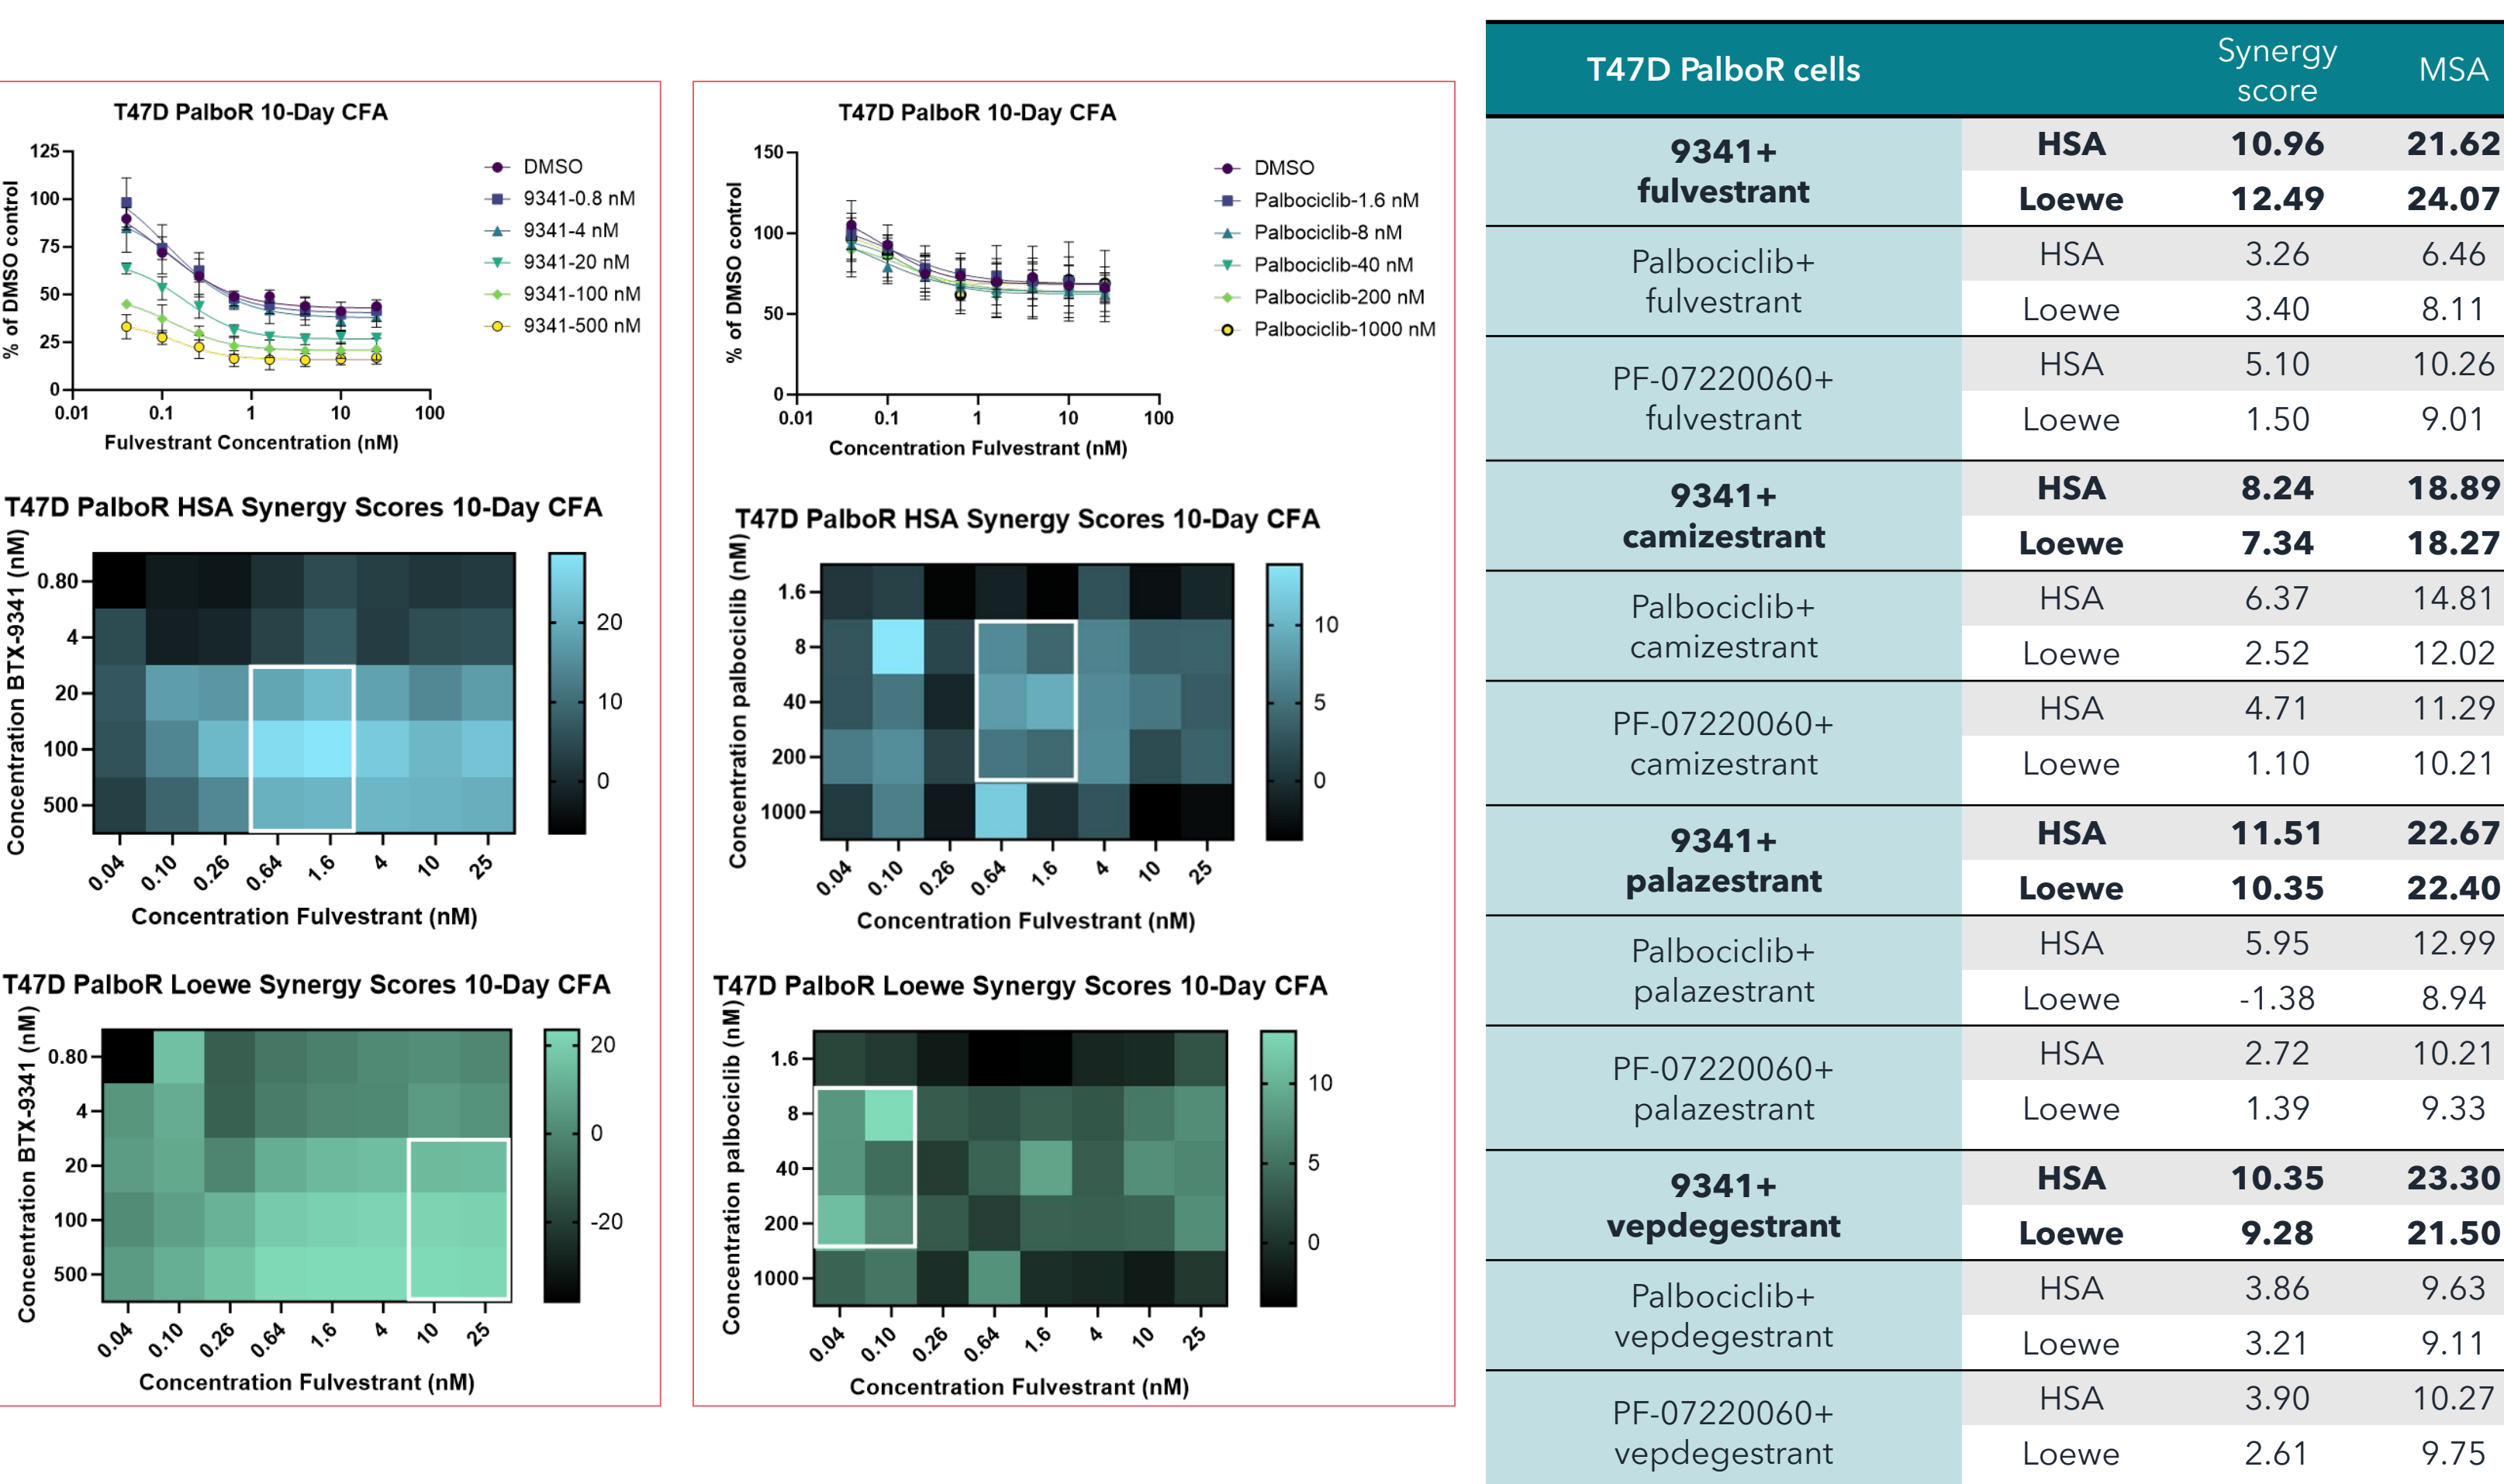 T47D PalboR 10-Day CFA
% of DMSO control
125
100
75
50
25
0
0.01
0.1
1
10
100
Fulvestrant Concentration (nM)
DMSO
9341-0.8 nM
9341-4 nM
9341-20 nM
9341-100 nM
9341-500 nM
T47D PalboR HSA Synergy Scores 10-Day CFA
Concentration BTX-9341 (nM)
0.80
4
20
100
500
0.04
0.10
0.26
0.64
1.6
4
10
25
Concentration Fulvestrant (nM)
20
10
0
T47D PalboR Loewe Synergy Scores 10-Day CFA
Concentration BTX-9341 (nM)
0.80
4
20
100
500
0.04
0.10
0.26
0.64
1.6
4
10
25
Concentration Fulvestrant (nM)
20
0
-20
T47D PalboR 10-Day CFA
% of DMSO control
150
100
50
0
0.01
0.1
1
10
100
Concentration Fulvestrant (nM)
DMSO
Palbociclib-1.6 nM
Palbociclib-8 nM
Palbociclib-40 nM
Palbociclib-200 nM
Palbociclib-1000 nM
T47D PalboR HSA Synergy Scores 10-Day CFA
Concentration palbociclib (nM)
1.6
8
40
200
1000
0.04
0.10
0.26
0.64
1.6
4
10
25
Concentration Fulvestrant (nM)
10
5
0
T47D PalboR Loewe Synergy Scores 10-Day CFA
Concentration palbociclib (nM)
1.6
8
40
200
1000
0.04
0.10
0.26
0.64
1.6
4
10
25
Concentration Fulvestrant (nM)
10
5
0
T47D PalboR cells
Synergy
score
MSA
9341+
fulvestrant
HSA 10.96 21.62
Loewe 12.49 24.07
Palbociclib+
fulvestrant
HSA 3.26 6.46
Loewe 3.40 8.11
PF-07220060+
fulvestrant
HSA 5.10 10.26
Loewe 1.50 9.01
9341+
camizestrant
HSA 8.24 18.89
Loewe 7.34 18.27
Palbociclib+
camizestrant
HSA 6.37 14.81
Loewe 2.52 12.02
PF-07220060+
camizestrant
HSA 4.71 11.29
Loewe 1.10 10.21
9341+
palazestrant
HSA 11.51 22.67
Loewe 10.35 22.40
Palbociclib+
palazestrant
HSA 5.95 12.99
Loewe -1.38 8.94
PF-07220060+
palazestrant
HSA 2.72 10.21
Loewe 1.39 9.33
9341+
vepdegestrant
HSA 10.35 23.30
Loewe 9.28 21.50
Palbociclib+
vepdegestrant
HSA 3.86 9.63
Loewe 3.21 9.11
PF-07220060+
vepdegestrant
HSA 3.90 10.27
Loewe 2.61 9.75